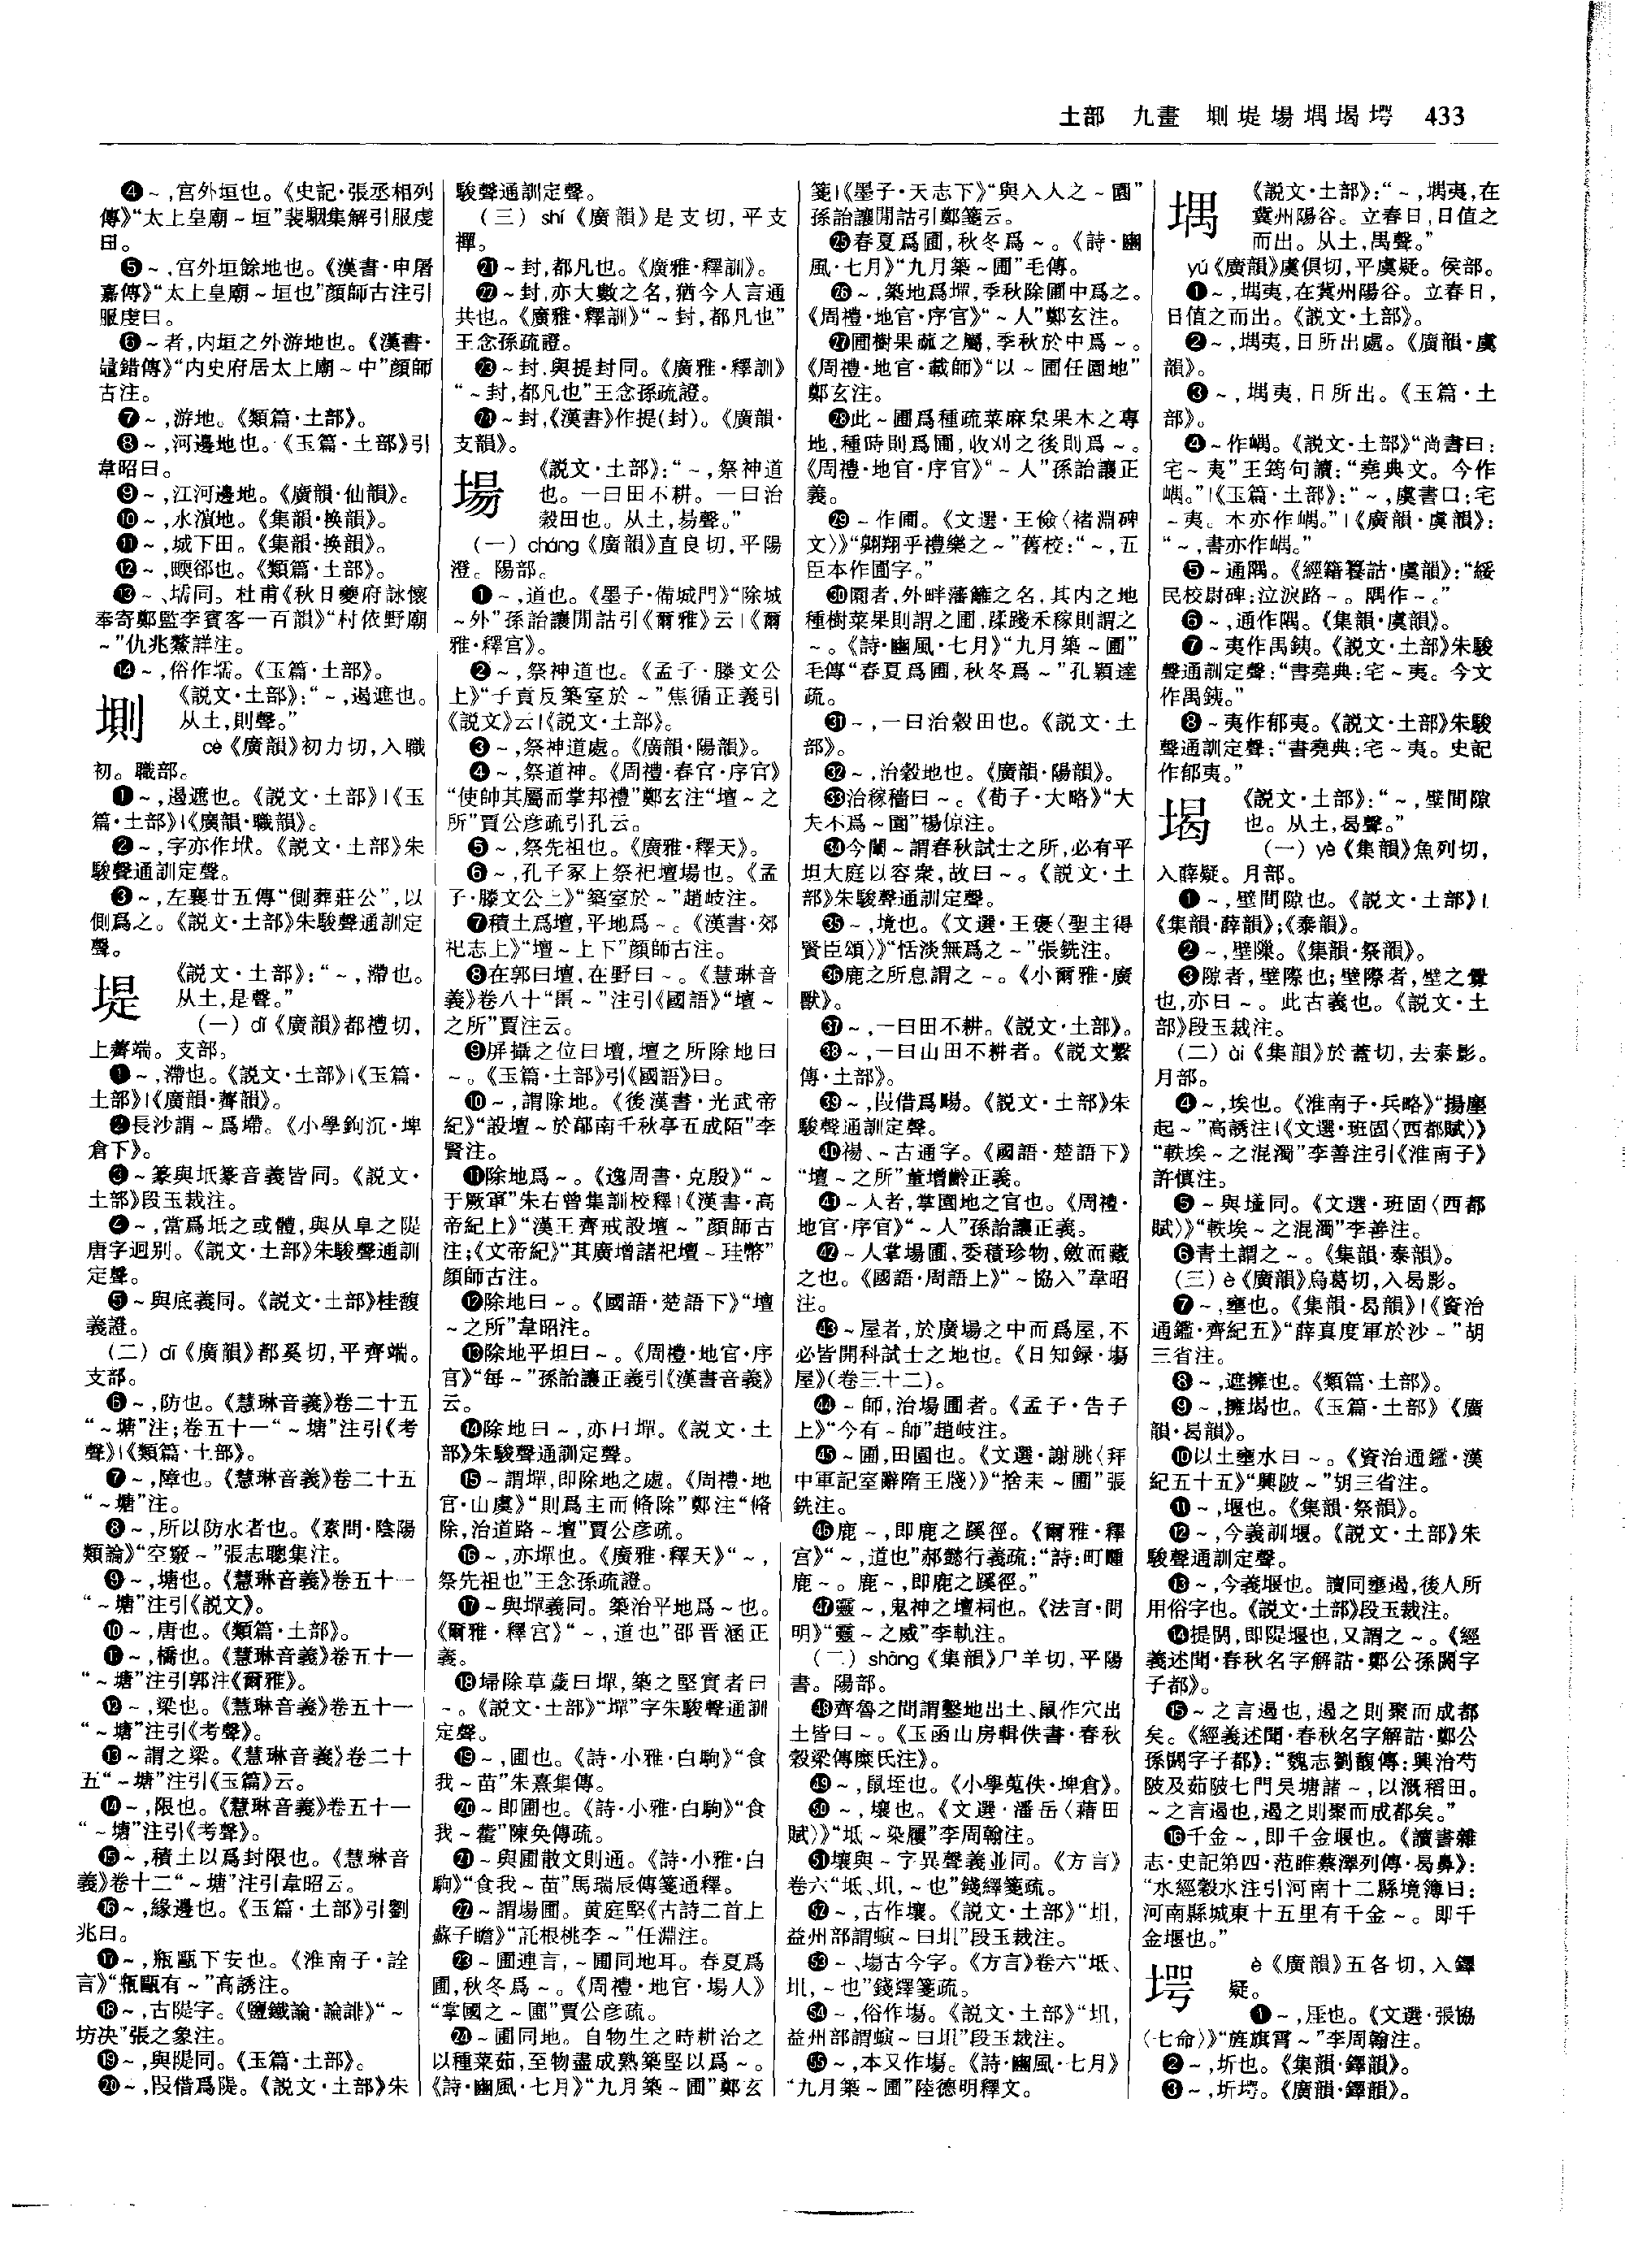 土部　九畫　堋堤場堣堨堮　433
❹～,宮外垣也。《史記·張丞相列
傳》“太上皇廟～垣”裴駰集解引服虔
曰。
❺～,宮外垣餘地也。《漢書·申屠
嘉傳》“太上皇廟～垣也”顔師古注引
服虔曰。
❻～者,内垣之外游地也。《漢書·
鼂錯傳》“内史府居太上廟～中”顔師
古注。
❼～,游地。《類篇·土部》。
❽～,河邊地也。《玉篇·土部》引
韋昭曰。
❾～,江河邊地。《廣韻·仙韻》。
❿～,水濵地。《集韻·换韻》。
⓫～,城下田。《集韻·换韻》。
⓬～,㬉郤也。《類篇·土部》。
⓭～、壖同。杜甫《秋日夔府詠懷
奉寄鄭監李賓客一百韻》“村依野廟
～”仇兆鰲詳注。
⓮～,俗作壖。《玉篇·土部》。
《説文·土部》:“～,遏遮也。
从土,則聲。”
cè《廣韻》初力切,入職
初。職部。
❶～,遏遮也。《説文·土部》|《玉
篇·土部》|《廣韻·職韻》。
❷～,字亦作垘。《説文·土部》朱
駿聲通訓定聲。
❸～,左襄廿五傳“側葬莊公”,以
側爲之。《説文·土部》朱駿聲通訓定
聲。
堤
《説文·土部》:“～,滯也。
从土,是聲。”
(一) dǐ《廣韻》都禮切,
上薺端。支部。
❶～,滯也。《説文·土部》|《玉篇·
土部》|《廣韻·薺韻》。
❷長沙謂～爲墆。《小學鉤沉·埤
倉下》。
❸～篆與坻篆音義皆同。《説文·
土部》段玉裁注。
❹～,當爲坻之或體,與从阜之隄
唐字迥别。《説文·土部》朱駿聲通訓
定聲。
❺～與底義同。《説文·土部》桂馥
義證。
(二) dī《廣韻》都奚切,平齊端。
支部。
❻～,防也。《慧琳音義》卷二十五
“～塘”注;卷五十一“～塘”注引《考
聲》|《類篇·土部》。
❼～,障也。《慧琳音義》卷二十五
“～塘”注。
❽～,所以防水者也。《素問·陰陽
類論》“空竅～”張志聰集注。
❾～,塘也。《慧琳音義》卷五十一
“～塘”注引《説文》。
❿～,唐也。《類篇·土部》。
⓫～,橋也。《慧琳音義》卷五十一
“～塘”注引郭注《爾雅》。
⓬～,梁也。《慧琳音義》卷五十一
“～塘”注引《考聲》。
⓭～謂之梁。《慧琳音義》卷二十
五“～塘”注引《玉篇》云。
⓮～,限也。《慧琳音義》卷五十一
“～塘”注引《考聲》。
⓯～,積土以爲封限也。《慧琳音
義》卷十二“～塘”注引韋昭云。
⓰～,緣邊也。《玉篇·土部》引劉
兆曰。
⓱～,瓶甌下安也。《淮南子·詮
言》“瓶甌有～”高誘注。
⓲～,古隄字。《鹽鐵論·論誹》“～
坊决”張之象注。
⓳～,與隄同。《玉篇·土部》。
⓴～,叚借爲隄。《説文·土部》朱
駿聲通訓定聲。
(三) shí《廣韻》是支切,平支
禪。
㉑～封,都凡也。《廣雅·釋訓》。
㉒～封,亦大數之名,猶今人言通
共也。《廣雅·釋訓》“～封,都凡也”
王念孫疏證。
㉓～封,與提封同。《廣雅·釋訓》
“～封,都凡也”王念孫疏證。
㉔～封,《漢書》作提(封)。《廣韻·
支韻》。
場
《説文·土部》:“～,祭神道
也。一曰田不耕。一曰治
穀田也。从土,昜聲。”
(一) cháng《廣韻》直良切,平陽
澄。陽部。
❶～,道也。《墨子·備城門》“除城
～外”孫詒讓閒詁引《爾雅》云|《爾
雅·釋宫》。
❷～,祭神道也。《孟子·滕文公
上》“子貢反築室於～”焦循正義引
《説文》云|《説文·土部》。
❸～,祭神道處。《廣韻·陽韻》。
❹～,祭道神。《周禮·春官·序官》
“使帥其屬而掌邦禮”鄭玄注“壇～之
所”賈公彦疏引孔云。
❺～,祭先祖也。《廣雅·釋天》。
❻～,孔子冢上祭祀壇場也。《孟
子·滕文公上》“築室於～”趙岐注。
❼積土爲壇,平地爲～。《漢書·郊
祀志上》“壇～上下”顔師古注。
❽在郭曰壇,在野曰～。《慧琳音
義》卷八十“㯻～”注引《國語》“壇～
之所”賈注云。
❾屏攝之位曰壇,壇之所除地曰
～。《玉篇·土部》引《國語》曰。
❿～,謂除地。《後漢書·光武帝
紀》“設壇～於鄗南千秋亭五成陌”李
賢注。
⓫除地爲～。《逸周書·克殷》“～
于厥軍”朱右曾集訓校釋|《漢書·高
帝紀上》“漢王齊戒設壇～”顔師古
注;《文帝紀》“其廣增諸祀壇～珪幣”
顔師古注。
⓬除地曰～。《國語·楚語下》“壇
～之所”韋昭注。
⓭除地平坦曰～。《周禮·地官·序
官》“每～”孫詒讓正義引《漢書音義》
云。
⓮除地曰～,亦曰墠。《説文·土
部》朱駿聲通訓定聲。
⓯～謂墠,即除地之處。《周禮·地
官·山虞》“則爲主而脩除”鄭注“脩
除,治道路～壇”賈公彦疏。
⓰～,亦墠也。《廣雅·釋天》“～,
祭先祖也”王念孫疏證。
⓱～與墠義同。築治平地爲～也。
《爾雅·釋宫》“～,道也”邵晋涵正
義。
⓲掃除草薉曰墠,築之堅實者曰
～。《説文·土部》“墠”字朱駿聲通訓
定聲。
⓳～,圃也。《詩·小雅·白駒》“食
我～苗”朱熹集傳。
⓴～即圃也。《詩·小雅·白駒》“食
我～藿”陳奂傳疏。
㉑～與圃散文則通。《詩·小雅·白
駒》“食我～苗”馬瑞辰傳箋通釋。
㉒～謂場圃。黄庭堅《古詩二首上
蘇子瞻》“託根桃李～”任淵注。
㉓～圃連言,～圃同地耳。春夏爲
圃,秋冬爲～。《周禮·地官·場人》
“掌國之～圃”賈公彦疏。
㉔～圃同地。自物生之時耕治之
以種菜茹,至物盡成熟築堅以爲～。
《詩·豳風·七月》“九月築～圃”鄭玄
箋|《墨子·天志下》“與入人之～園”
孫詒讓閒詁引鄭箋云。
㉕春夏爲圃,秋冬爲～。《詩·豳
風·七月》“九月築～圃”毛傳。
㉖～,築地爲墠,季秋除圃中爲之。
《周禮·地官·序官》“～人”鄭玄注。
㉗圃樹果蓏之屬,季秋於中爲～。
《周禮·地官·載師》“以～圃任園地”
鄭玄注。
㉘此～圃爲種疏菜麻枲果木之專
地,種時則爲圃,收刈之後則爲～。
《周禮·地官·序官》“～人”孫詒讓正
義。
㉙～作圃。《文選·王儉〈褚淵碑
文〉》“翺翔乎禮樂之～”舊校:“～,五
臣本作圃字。”
㉚園者,外畔藩籬之名,其内之地
種樹菜果則謂之圃,蹂踐禾稼則謂之
～。《詩·豳風·七月》“九月築～圃”
毛傳“春夏爲圃,秋冬爲～”孔穎達
疏。
㉛～,一曰治穀田也。《説文·土
部》。
㉜～,治穀地也。《廣韻·陽韻》。
㉝治稼穡曰～。《荀子·大略》“大
夫不爲～園”楊倞注。
㉞今闈～謂春秋試士之所,必有平
坦大庭以容衆,故曰～。《説文·土
部》朱駿聲通訓定聲。
㉟～,境也。《文選·王褒〈聖主得
賢臣頌〉》“恬淡無爲之～”張銑注。
㊱鹿之所息謂之～。《小爾雅·廣
獸》。
㊲～,一曰田不耕。《説文·土部》。
㊳～,一曰山田不耕者。《説文繫
傳·土部》。
㊴～,叚借爲畼。《説文·土部》朱
駿聲通訓定聲。
㊵禓、～古通字。《國語·楚語下》
“壇～之所”董增齡正義。
㊶～人者,掌園地之官也。《周禮·
地官·序官》“～人”孫詒讓正義。
㊷～人掌場圃,委積珍物,斂而藏
之也。《國語·周語上》“～協入”韋昭
注。
㊸～屋者,於廣場之中而爲屋,不
必皆開科試士之地也。《日知録·場
屋》(卷三十二)。
㊹～師,治場圃者。《孟子·告子
上》“今有～師”趙岐注。
㊺～圃,田園也。《文選·謝朓〈拜
中軍記室辭隋王牋〉》“捨耒～圃”張
銑注。
㊻鹿～,即鹿之蹊徑。《爾雅·釋
宫》“～,道也”郝懿行義疏:“詩:町畽
鹿～。鹿～,即鹿之蹊徑。”
㊼靈～,鬼神之壇祠也。《法言·問
明》“靈～之威”李軌注。
(二) shāng《集韻》尸羊切,平陽
書。陽部。
㊽齊魯之間謂鑿地出土、鼠作穴出
土皆曰～。《玉函山房輯佚書·春秋
穀梁傳麋氏注》。
㊾～,鼠垤也。《小學蒐佚·埤倉》。
㊿～,壤也。《文選·潘岳〈藉田
賦〉》“坻～染屨”李周翰注。
51壤與～字異聲義並同。《方言》
卷六“坻、坥,～也”錢繹箋疏。
52～,古作壤。《説文·土部》“坥,
益州部謂螾～曰坥”段玉裁注。
53～、塲古今字。《方言》卷六“坻、
坥,～也”錢繹箋疏。
54～,俗作塲。《説文·土部》“坥,
益州部謂螾～曰坥”段玉裁注。
55～,本又作塲。《詩·豳風·七月》
“九月築～圃”陸德明釋文。
堣
《説文·土部》:“～,堣夷,在
冀州陽谷。立春日,日值之
而出。从土,禺聲。”
yú《廣韻》虞俱切,平虞疑。侯部。
❶～,堣夷,在冀州陽谷。立春日,
日值之而出。《説文·土部》。
❷～,堣夷,日所出處。《廣韻·虞
韻》。
❸～,堣夷,日所出。《玉篇·土
部》。
❹～作嵎。《説文·土部》“尚書曰:
宅～夷”王筠句讀:“堯典文。今作
嵎。”|《玉篇·土部》:“～,虞書曰:宅
～夷。本亦作嵎。”|《廣韻·虞韻》:
“～,書亦作嵎。”
❺～通隅。《經籍籑詁·虞韻》:“綏
民校尉碑:泣淚路～。隅作～。”
❻～,通作隅。《集韻·虞韻》。
❼～夷作禺銕。《説文·土部》朱駿
聲通訓定聲:“書堯典:宅～夷。今文
作禺銕。”
❽～夷作郁夷。《説文·土部》朱駿
聲通訓定聲:“書堯典:宅～夷。史記
作郁夷。”
堨
《説文·土部》:“～,壁間隙
也。从土,曷聲。”
(一) yè《集韻》魚列切,
入薛疑。月部。
❶～,壁間隙也。《説文·土部》|
《集韻·薛韻》;《泰韻》。
❷～,壁隟。《集韻·祭韻》。
❸隙者,壁際也;壁際者,壁之釁
也,亦曰～。此古義也。《説文·土
部》段玉裁注。
(二) ài《集韻》於蓋切,去泰影。
月部。
❹～,埃也。《淮南子·兵略》“揚塵
起～”高誘注|《文選·班固〈西都賦〉》
“軼埃～之混濁”李善注引《淮南子》
許慎注。
❺～與壒同。《文選·班固〈西都
賦〉》“軼埃～之混濁”李善注。
❻青土謂之～。《集韻·泰韻》。
(三) è《廣韻》烏葛切,入曷影。
❼～,壅也。《集韻·曷韻》|《資治
通鑑·齊紀五》“薛真度軍於沙～”胡
三省注。
❽～,遮擁也。《類篇·土部》。
❾～,擁堨也。《玉篇·土部》《廣
韻·曷韻》。
❿以土壅水曰～。《資治通鑑·漢
紀五十五》“興陂～”胡三省注。
⓫～,堰也。《集韻·祭韻》。
⓬～,今義訓堰。《説文·土部》朱
駿聲通訓定聲。
⓭～,今義堰也。讀同壅遏,後人所
用俗字也。《説文·土部》段玉裁注。
⓮提閼,即隄堰也,又謂之～。《經
義述聞·春秋名字解詁·鄭公孫閼字
子都》。
⓯～之言遏也,遏之則聚而成都
矣。《經義述聞·春秋名字解詁·鄭公
孫閼字子都》:“魏志劉馥傳:興治芍
陂及茹陂七門吴塘諸～,以溉稻田。
～之言遏也,遏之則聚而成都矣。”
⓰千金～,即千金堰也。《讀書雜
志·史記第四·范雎蔡澤列傳·曷鼻》:
“水經穀水注引河南十二縣境簿曰:
河南縣城東十五里有千金～。即千
金堰也。”
堮
è《廣韻》五各切,入鐸
疑。
❶～,厓也。《文選·張協
〈七命〉》“旌旗霄～”李周翰注。
❷～,圻也。《集韻·鐸韻》。
❸～,圻堮。《廣韻·鐸韻》。